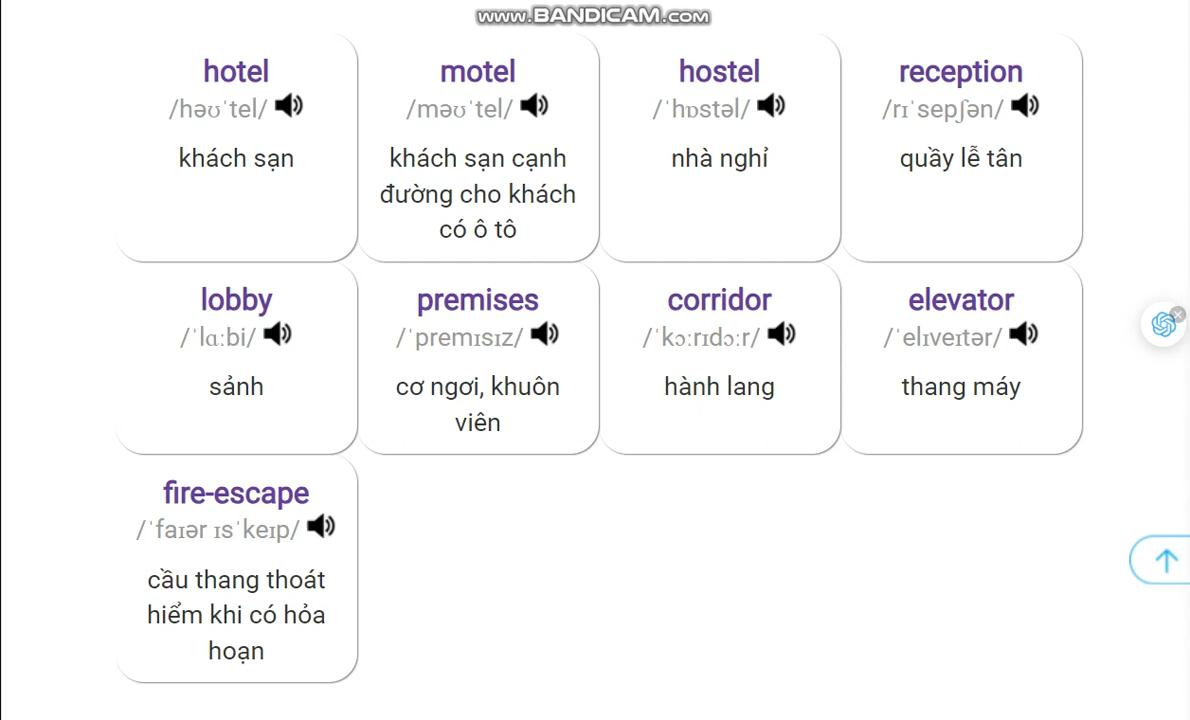 www.BANDICAM.com
hotel
/həʊˈtel/
khách sạn
motel
/məʊˈtel/
khách sạn cạnh
đường cho khách
có ô tô
hostel
/ˈhɒstəl/
nhà nghỉ
reception
/rɪˈsepʃən/
quầy lễ tân
lobby
/ˈlɑːbi/
sảnh
premises
/ˈpremɪsɪz/
cơ ngơi, khuôn
viên
corridor
/ˈkɔːrɪdɔːr/
hành lang
elevator
/ˈelɪveɪtər/
thang máy
fire-escape
/ˈfaɪər ɪsˈkeɪp/
cầu thang thoát
hiểm khi có hỏa
hoạn